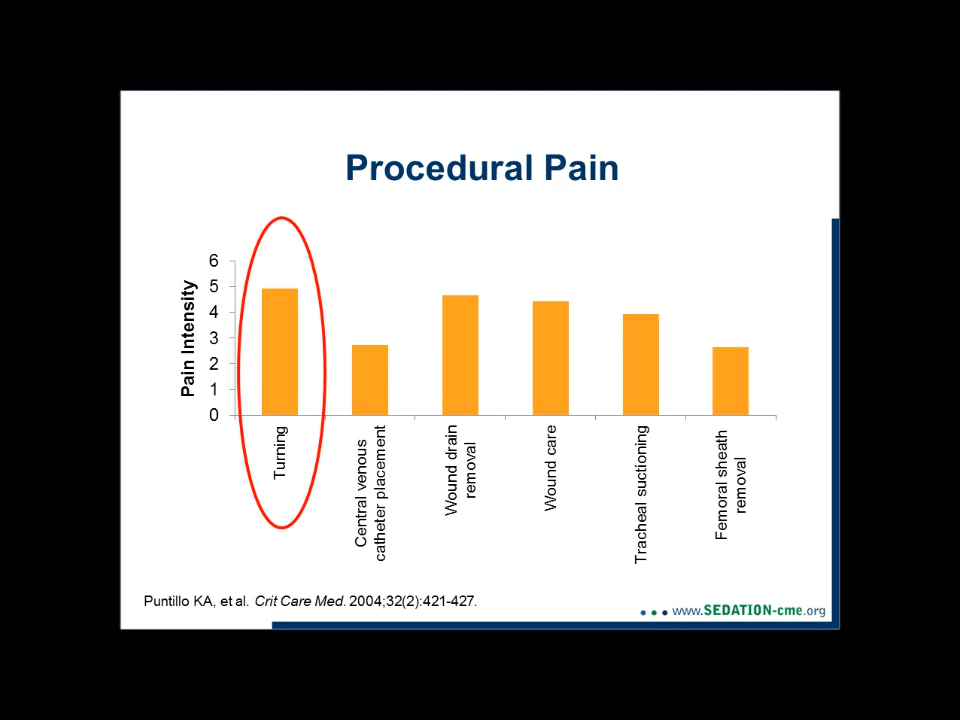 Procedural Pain
Pain Intensity
6
5
4
3
2
1
0
Turning
Central venous
catheter placement
Wound drain
removal
Wound care
Tracheal suctioning
Femoral sheath
removal
Puntillo KA, et al. Crit Care Med. 2004;32(2):421-427.
www.SEDATION-cme.org